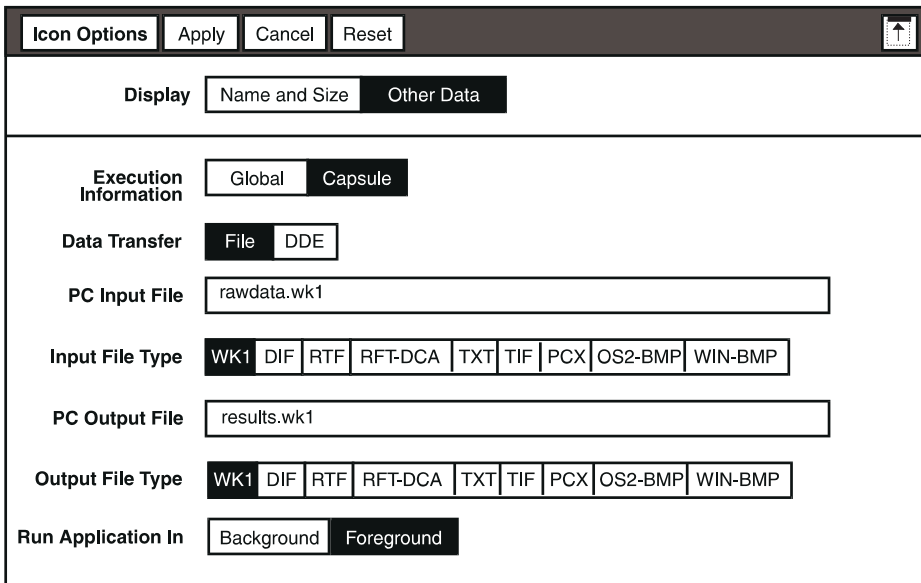 Icon Options Apply Cancel Reset
Display Name and Size Other Data
Execution Information Global Capsule
Data Transfer File DDE
PC Input File rawdata.wk1
Input File Type WK1 DIF RTF RFT-DCA TXT TIF PCX OS2-BMP WIN-BMP
PC Output File results.wk1
Output File Type WK1 DIF RTF RFT-DCA TXT TIF PCX OS2-BMP WIN-BMP
Run Application In Background Foreground